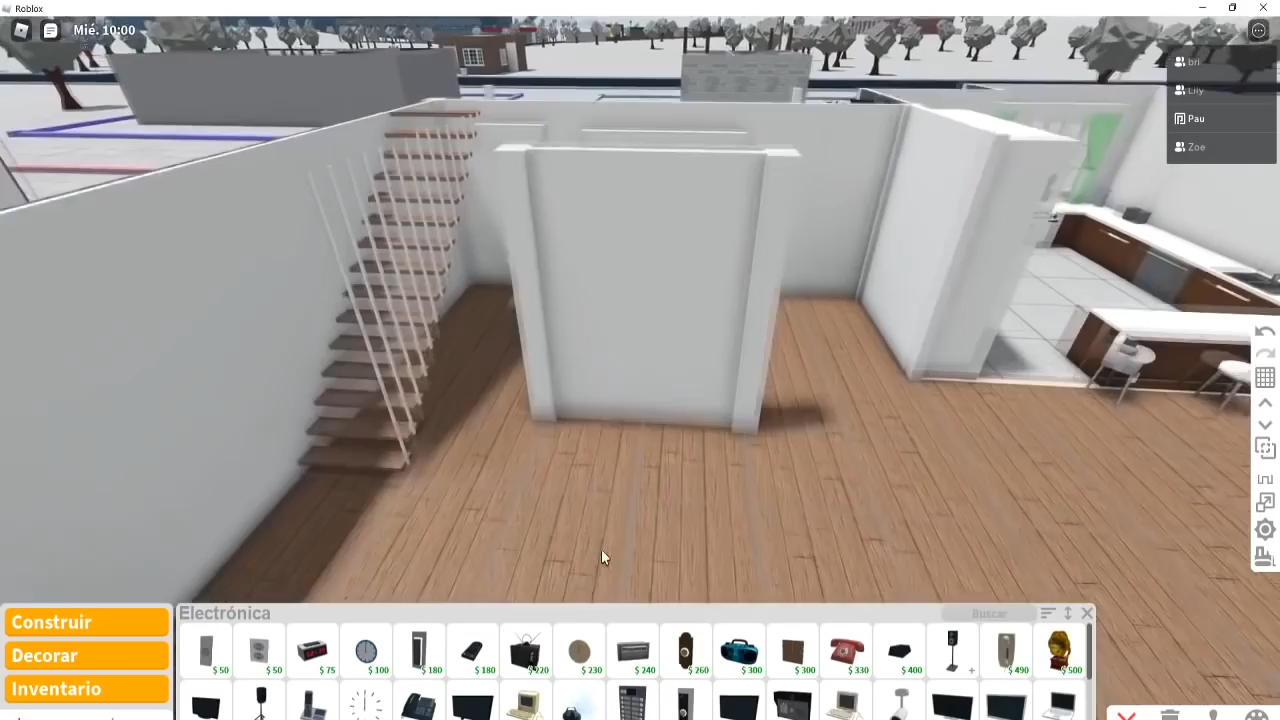 Roblox
Mié. 10:00
bri
Lily
Pau
Zoe
Construir
Decorar
Inventario
Electrónica
Buscar
$ 50
$ 50
$ 75
$ 100
$ 180
$ 180
$ 220
$ 230
$ 240
$ 260
$ 300
$ 300
$ 330
$ 400
+
$ 490
$ 500